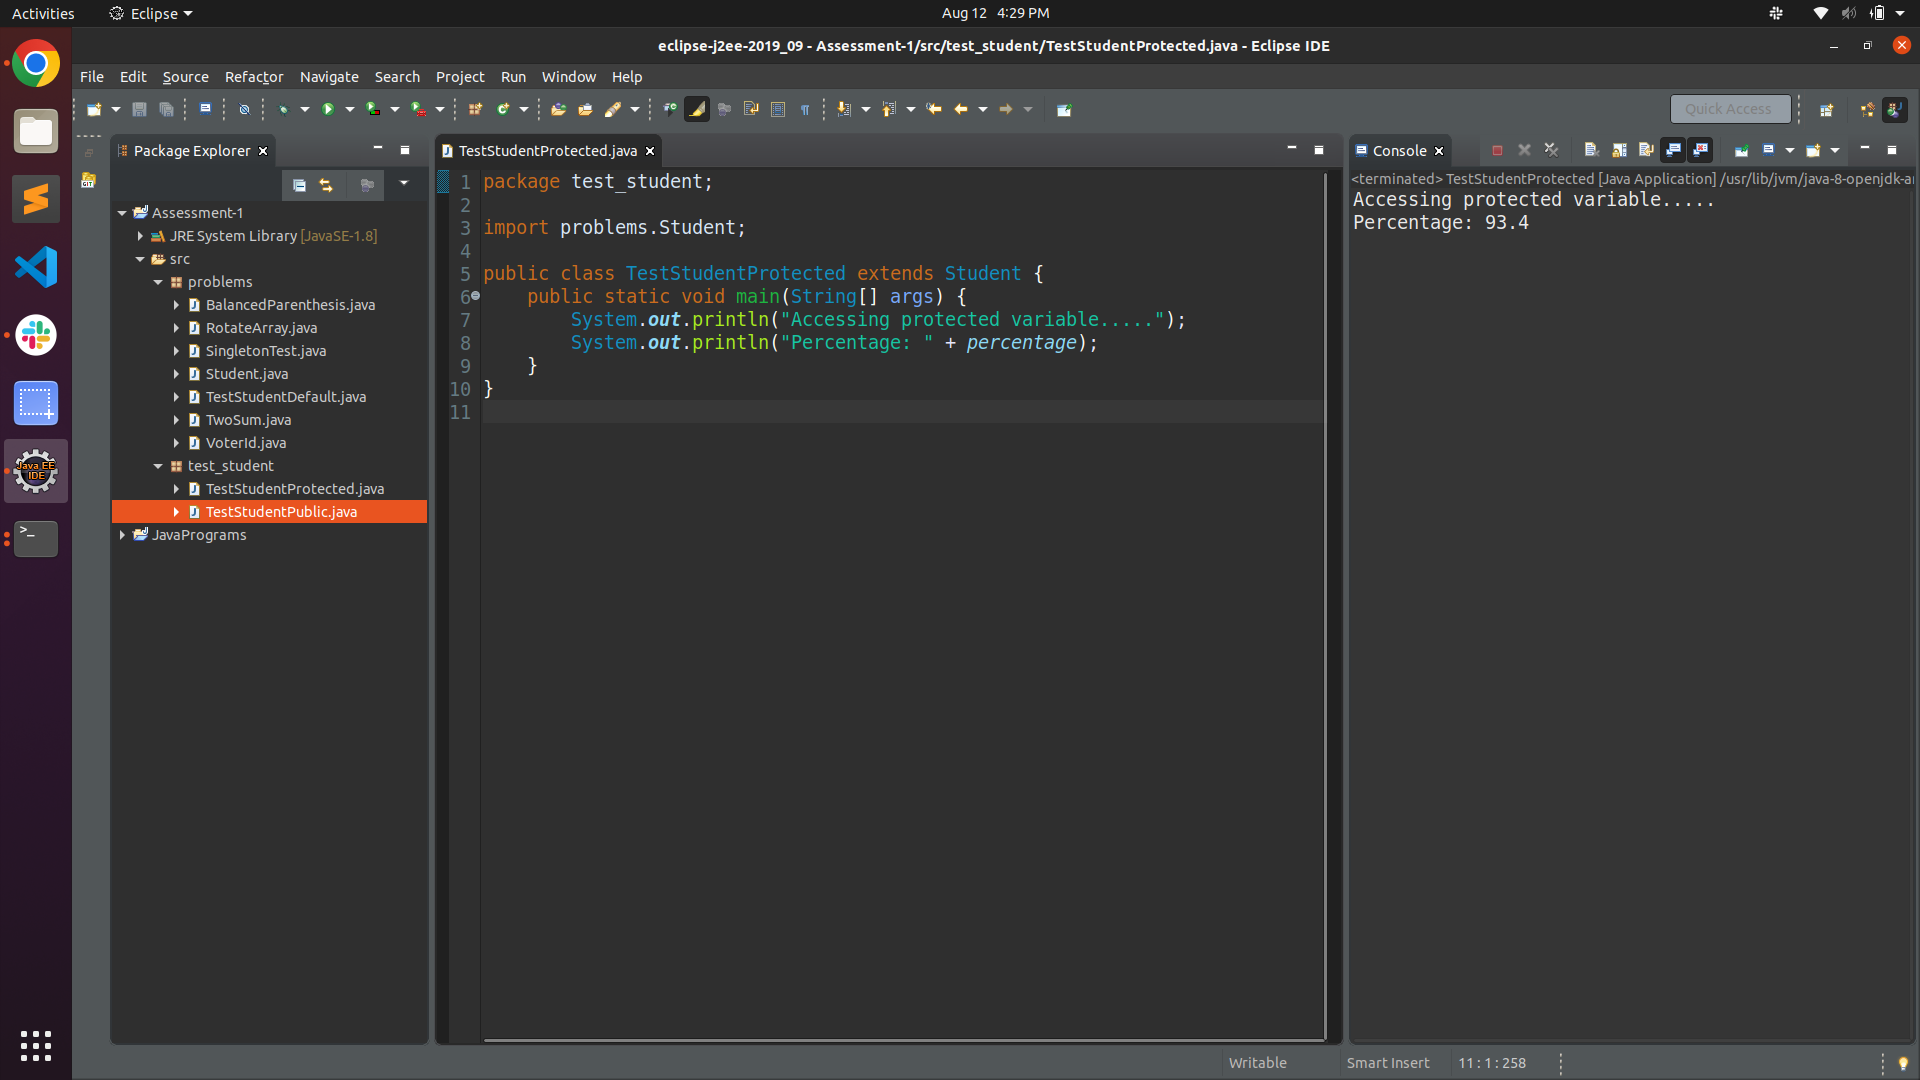 Activities Eclipse Aug 12 4:29 PM
eclipse-j2ee-2019_09 - Assessment-1/src/test_student/TestStudentProtected.java - Eclipse IDE
File Edit Source Refactor Navigate Search Project Run Window Help
Quick Access
Package Explorer
Assessment-1
JRE System Library [JavaSE-1.8]
src
problems
BalancedParenthesis.java
RotateArray.java
SingletonTest.java
Student.java
TestStudentDefault.java
TwoSum.java
VoterId.java
test_student
TestStudentProtected.java
TestStudentPublic.java
JavaPrograms
Java EE
IDE
GIT
TestStudentProtected.java
1 package test_student;
2
3 import problems.Student;
4
5 public class TestStudentProtected extends Student {
6 public static void main(String[] args) {
7 System.out.println("Accessing protected variable.....");
8 System.out.println("Percentage: " + percentage);
9 }
10 }
11
Console
<terminated> TestStudentProtected [Java Application] /usr/lib/jvm/java-8-openjdk-a
Accessing protected variable.....
Percentage: 93.4
Writable Smart Insert 11 : 1 : 258